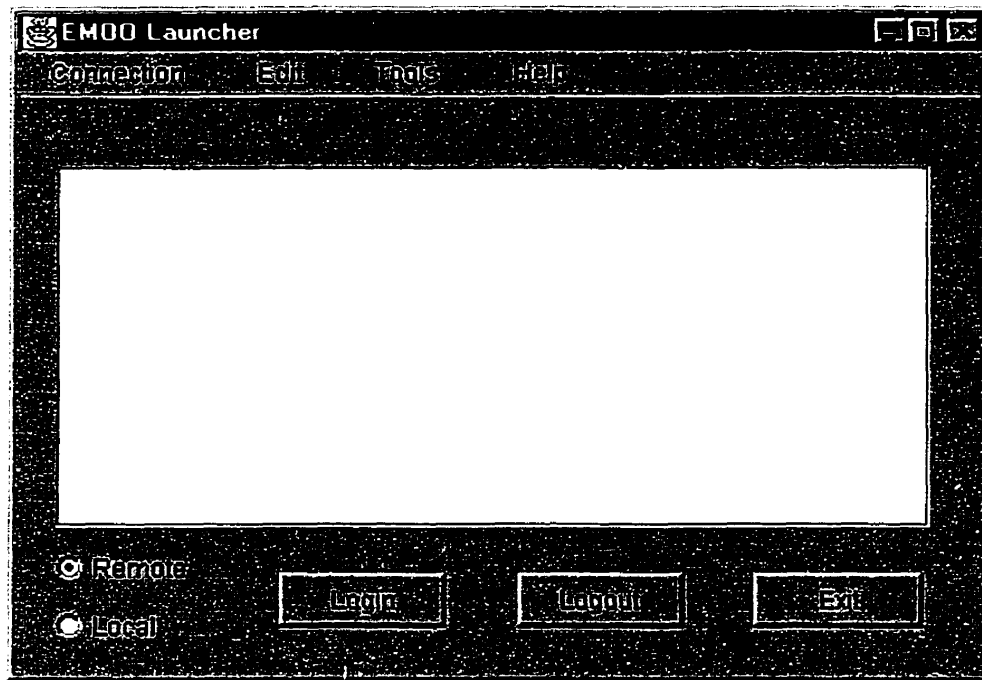 EMOO Launcher
Connection Edit Tools Help
Remote
Login Logout Exit
Local